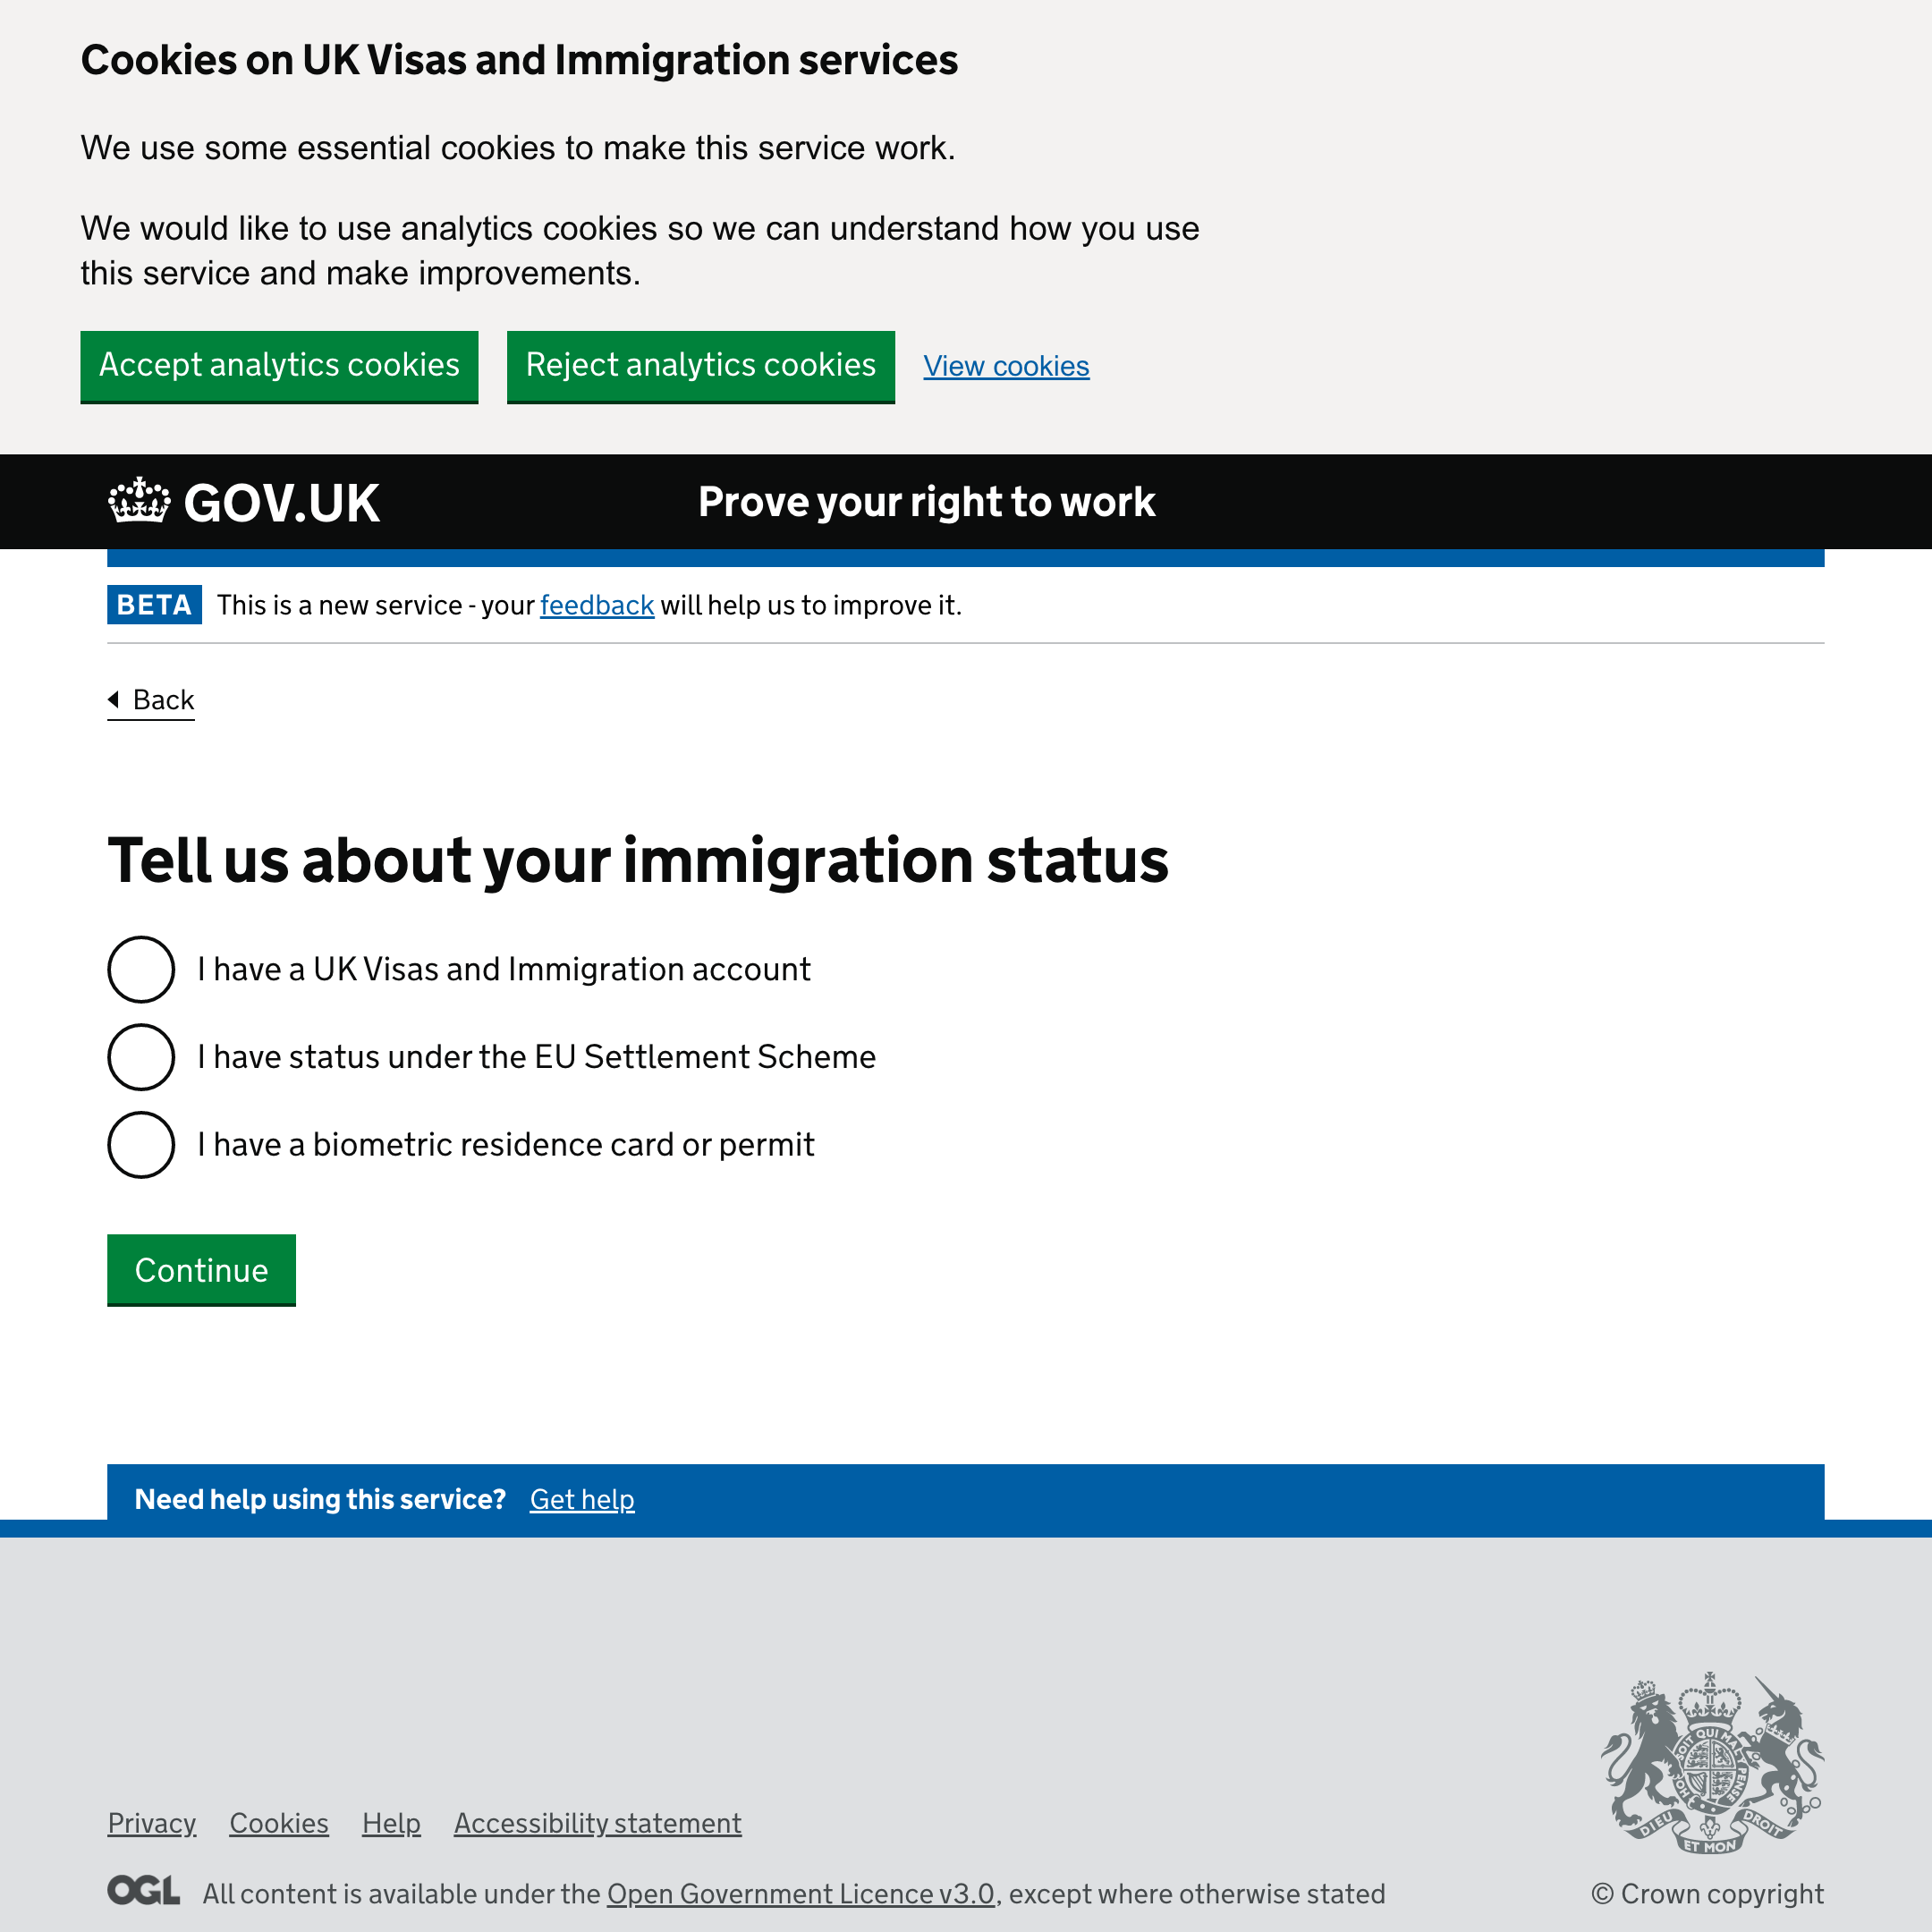 Cookies on UK Visas and Immigration services
We use some essential cookies to make this service work.
We would like to use analytics cookies so we can understand how you use
this service and make improvements.
Accept analytics cookies Reject analytics cookies View cookies
GOV.UK Prove your right to work
BETA This is a new service - your feedback will help us to improve it.
Back
Tell us about your immigration status
I have a UK Visas and Immigration account
I have status under the EU Settlement Scheme
I have a biometric residence card or permit
Continue
Need help using this service? Get help
SOIT QUI MAL
PENSE
DIEU ET MON DROIT
Privacy Cookies Help Accessibility statement
OGL All content is available under the Open Government Licence v3.0, except where otherwise stated © Crown copyright